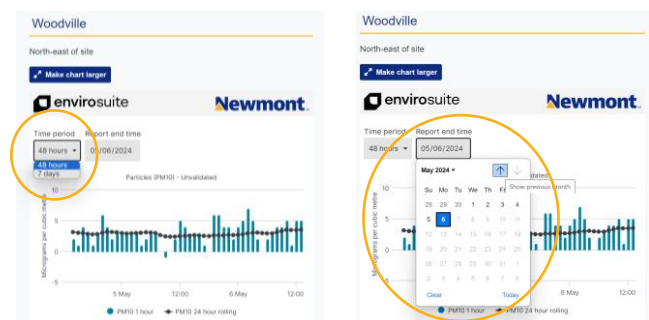 Woodville
North-east of site
Make chart larger
envirosuite
Newmont.
Time period Report end time
48 hours 05/06/2024
48 hours
7 days
Particles (PM10) - Unvalidated
Micrograms per cubic metre
10
5
0
-5
5 May 12:00 6 May 12:00
PM10 1 hour PM10 24 hour rolling
Woodville
North-east of site
Make chart larger
envirosuite
Newmont.
Time period Report end time
48 hours 05/06/2024
May 2024
Show previous month
Su Mo Tu We Th
28 29 30 1 2 3 4
5 6 7 8 9 10 11
12 13 14 15 16 17 18
19 20 21 22 23 24 25
26 27 28 29 30 31 1
2 3 4 5 6 7 8
Clear Today
Micrograms per cubic metre
10
5
0
-5
6 May 12:00
PM10 1 hour PM10 24 hour rolling